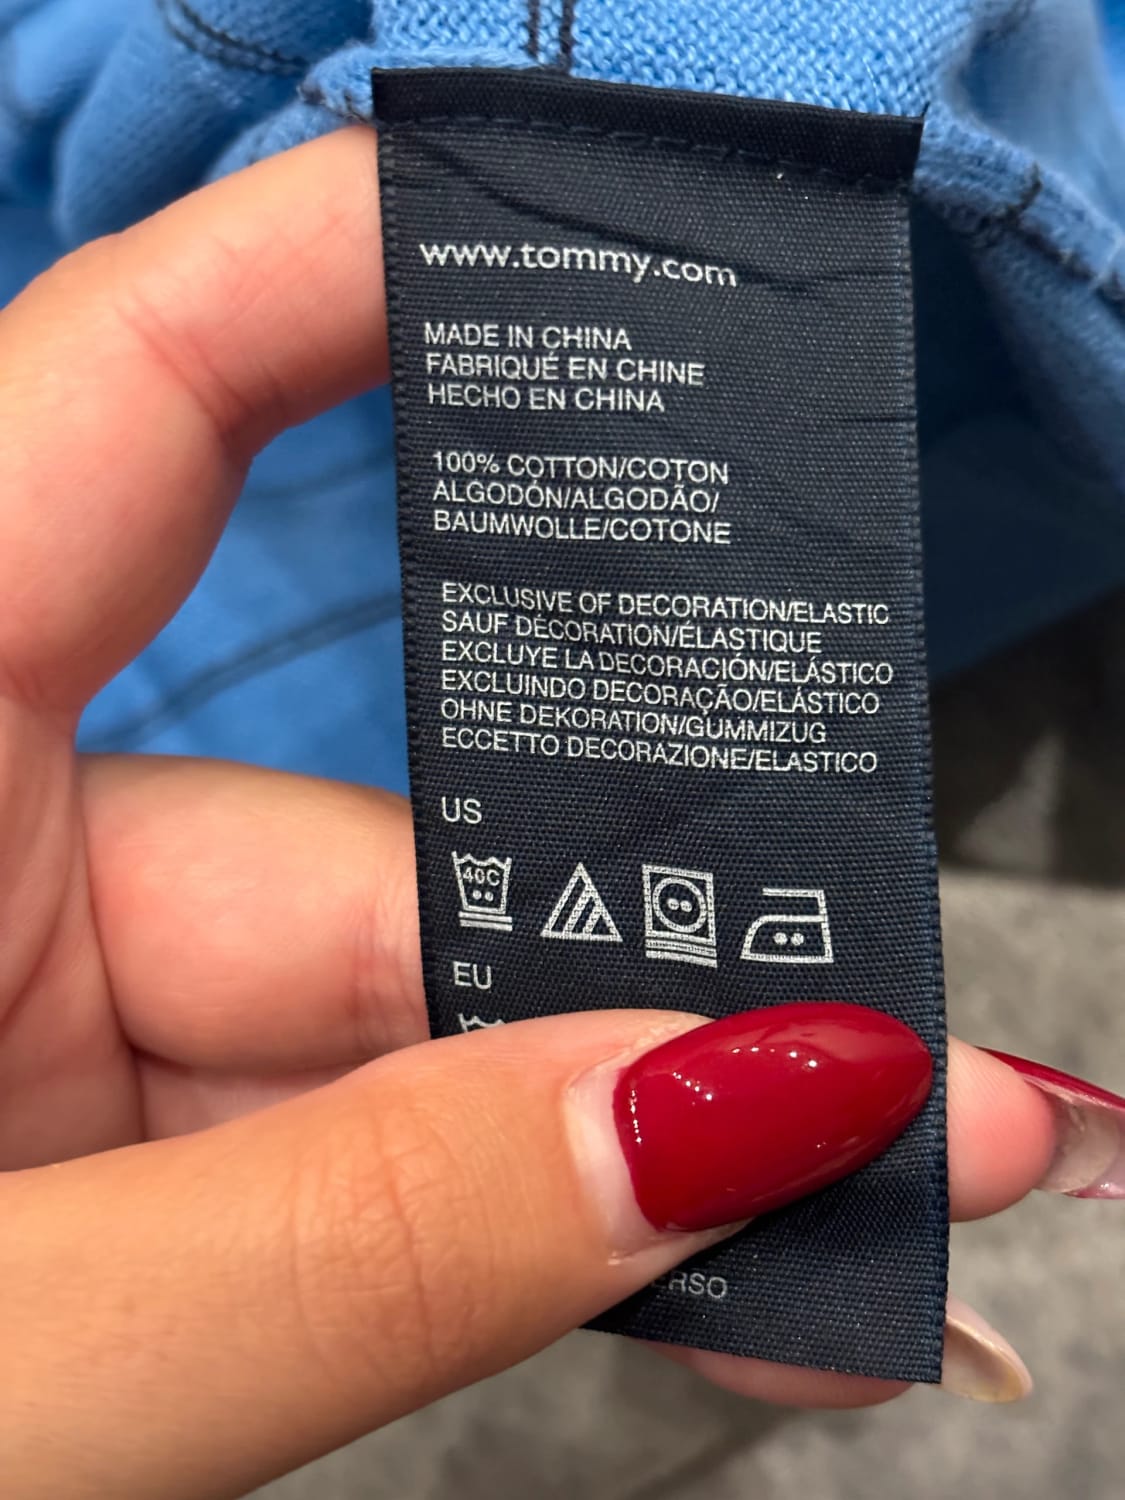 www.tommy.com
MADE IN CHINA
FABRIQUÉ EN CHINE
HECHO EN CHINA
100% COTTON/COTON
ALGODÓN/ALGODÃO/
BAUMWOLLE/COTONE
EXCLUSIVE OF DECORATION/ELASTIC
SAUF DÉCORATION/ÉLASTIQUE
EXCLUYE LA DECORACIÓN/ELÁSTICO
EXCLUINDO DECORAÇÃO/ELÁSTICO
OHNE DEKORATION/GUMMIZUG
ECCETTO DECORAZIONE/ELASTICO
US
40C
EU